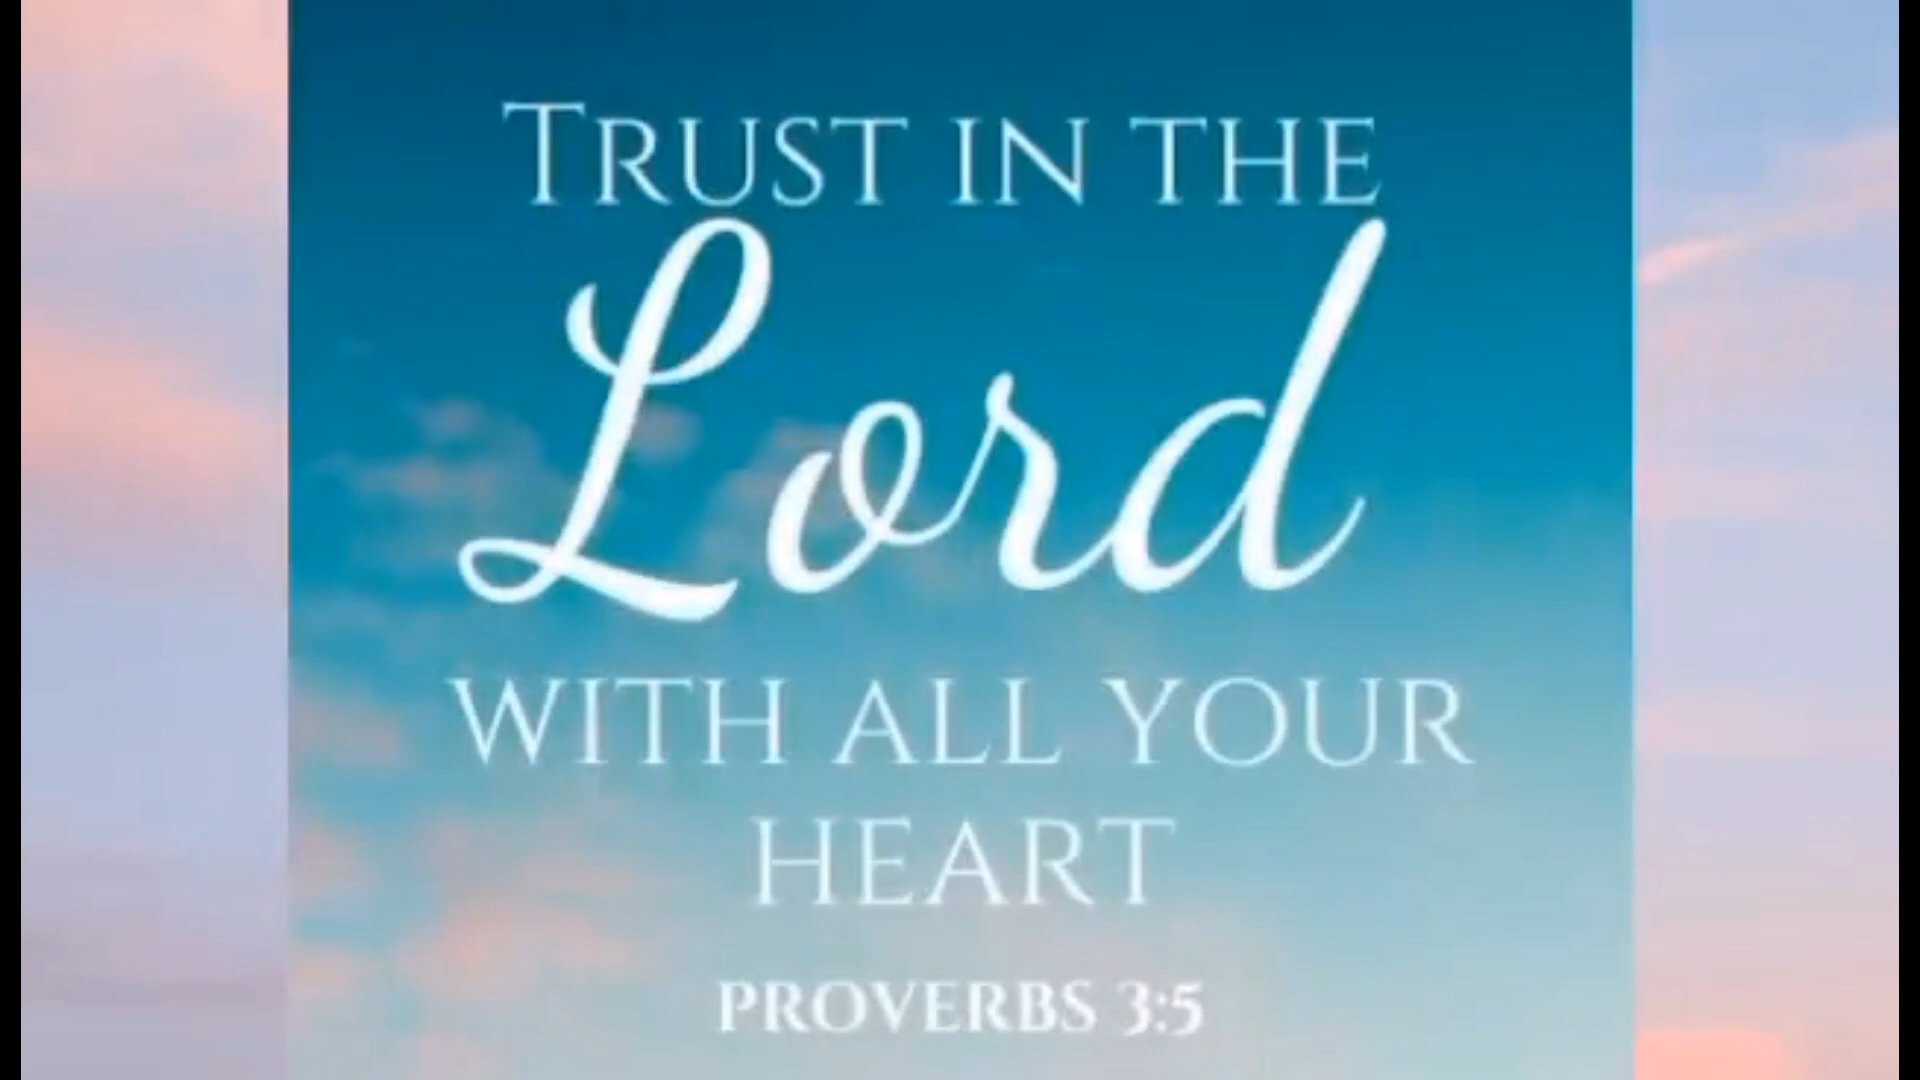 TRUST IN THE
Lord
WITH ALL YOUR
HEART
PROVERBS 3:5